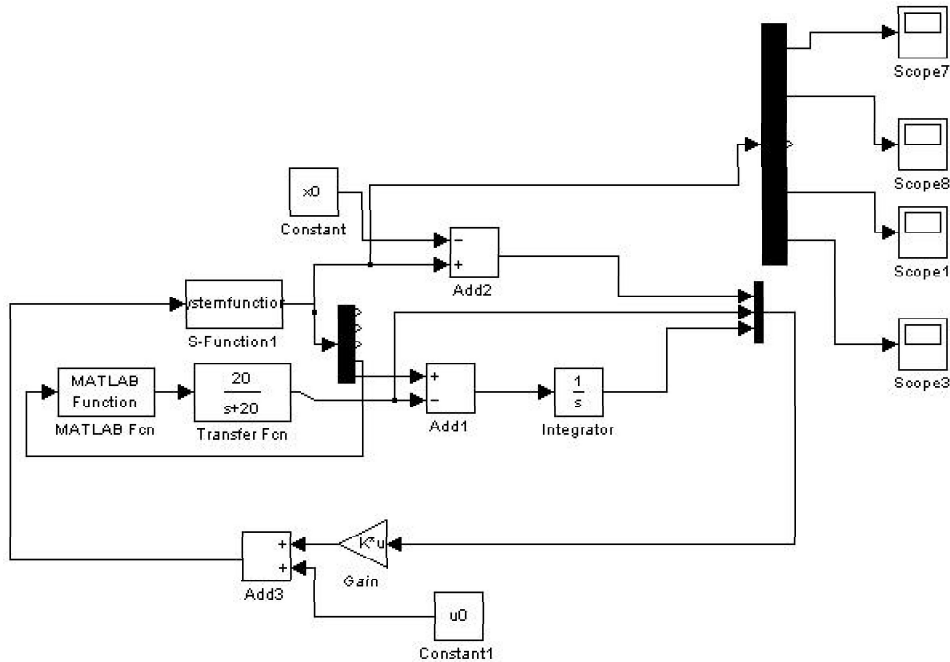 Scope7
Scope8
x0
Constant
Scope1
−
+
Add2
ystemfunction
S-Function1
MATLAB
Function
MATLAB Fcn
20
s+20
Transfer Fcn
+
−
Add1
1
s
Integrator
Scope3
+
+
Add3
K*u
Gain
u0
Constant1